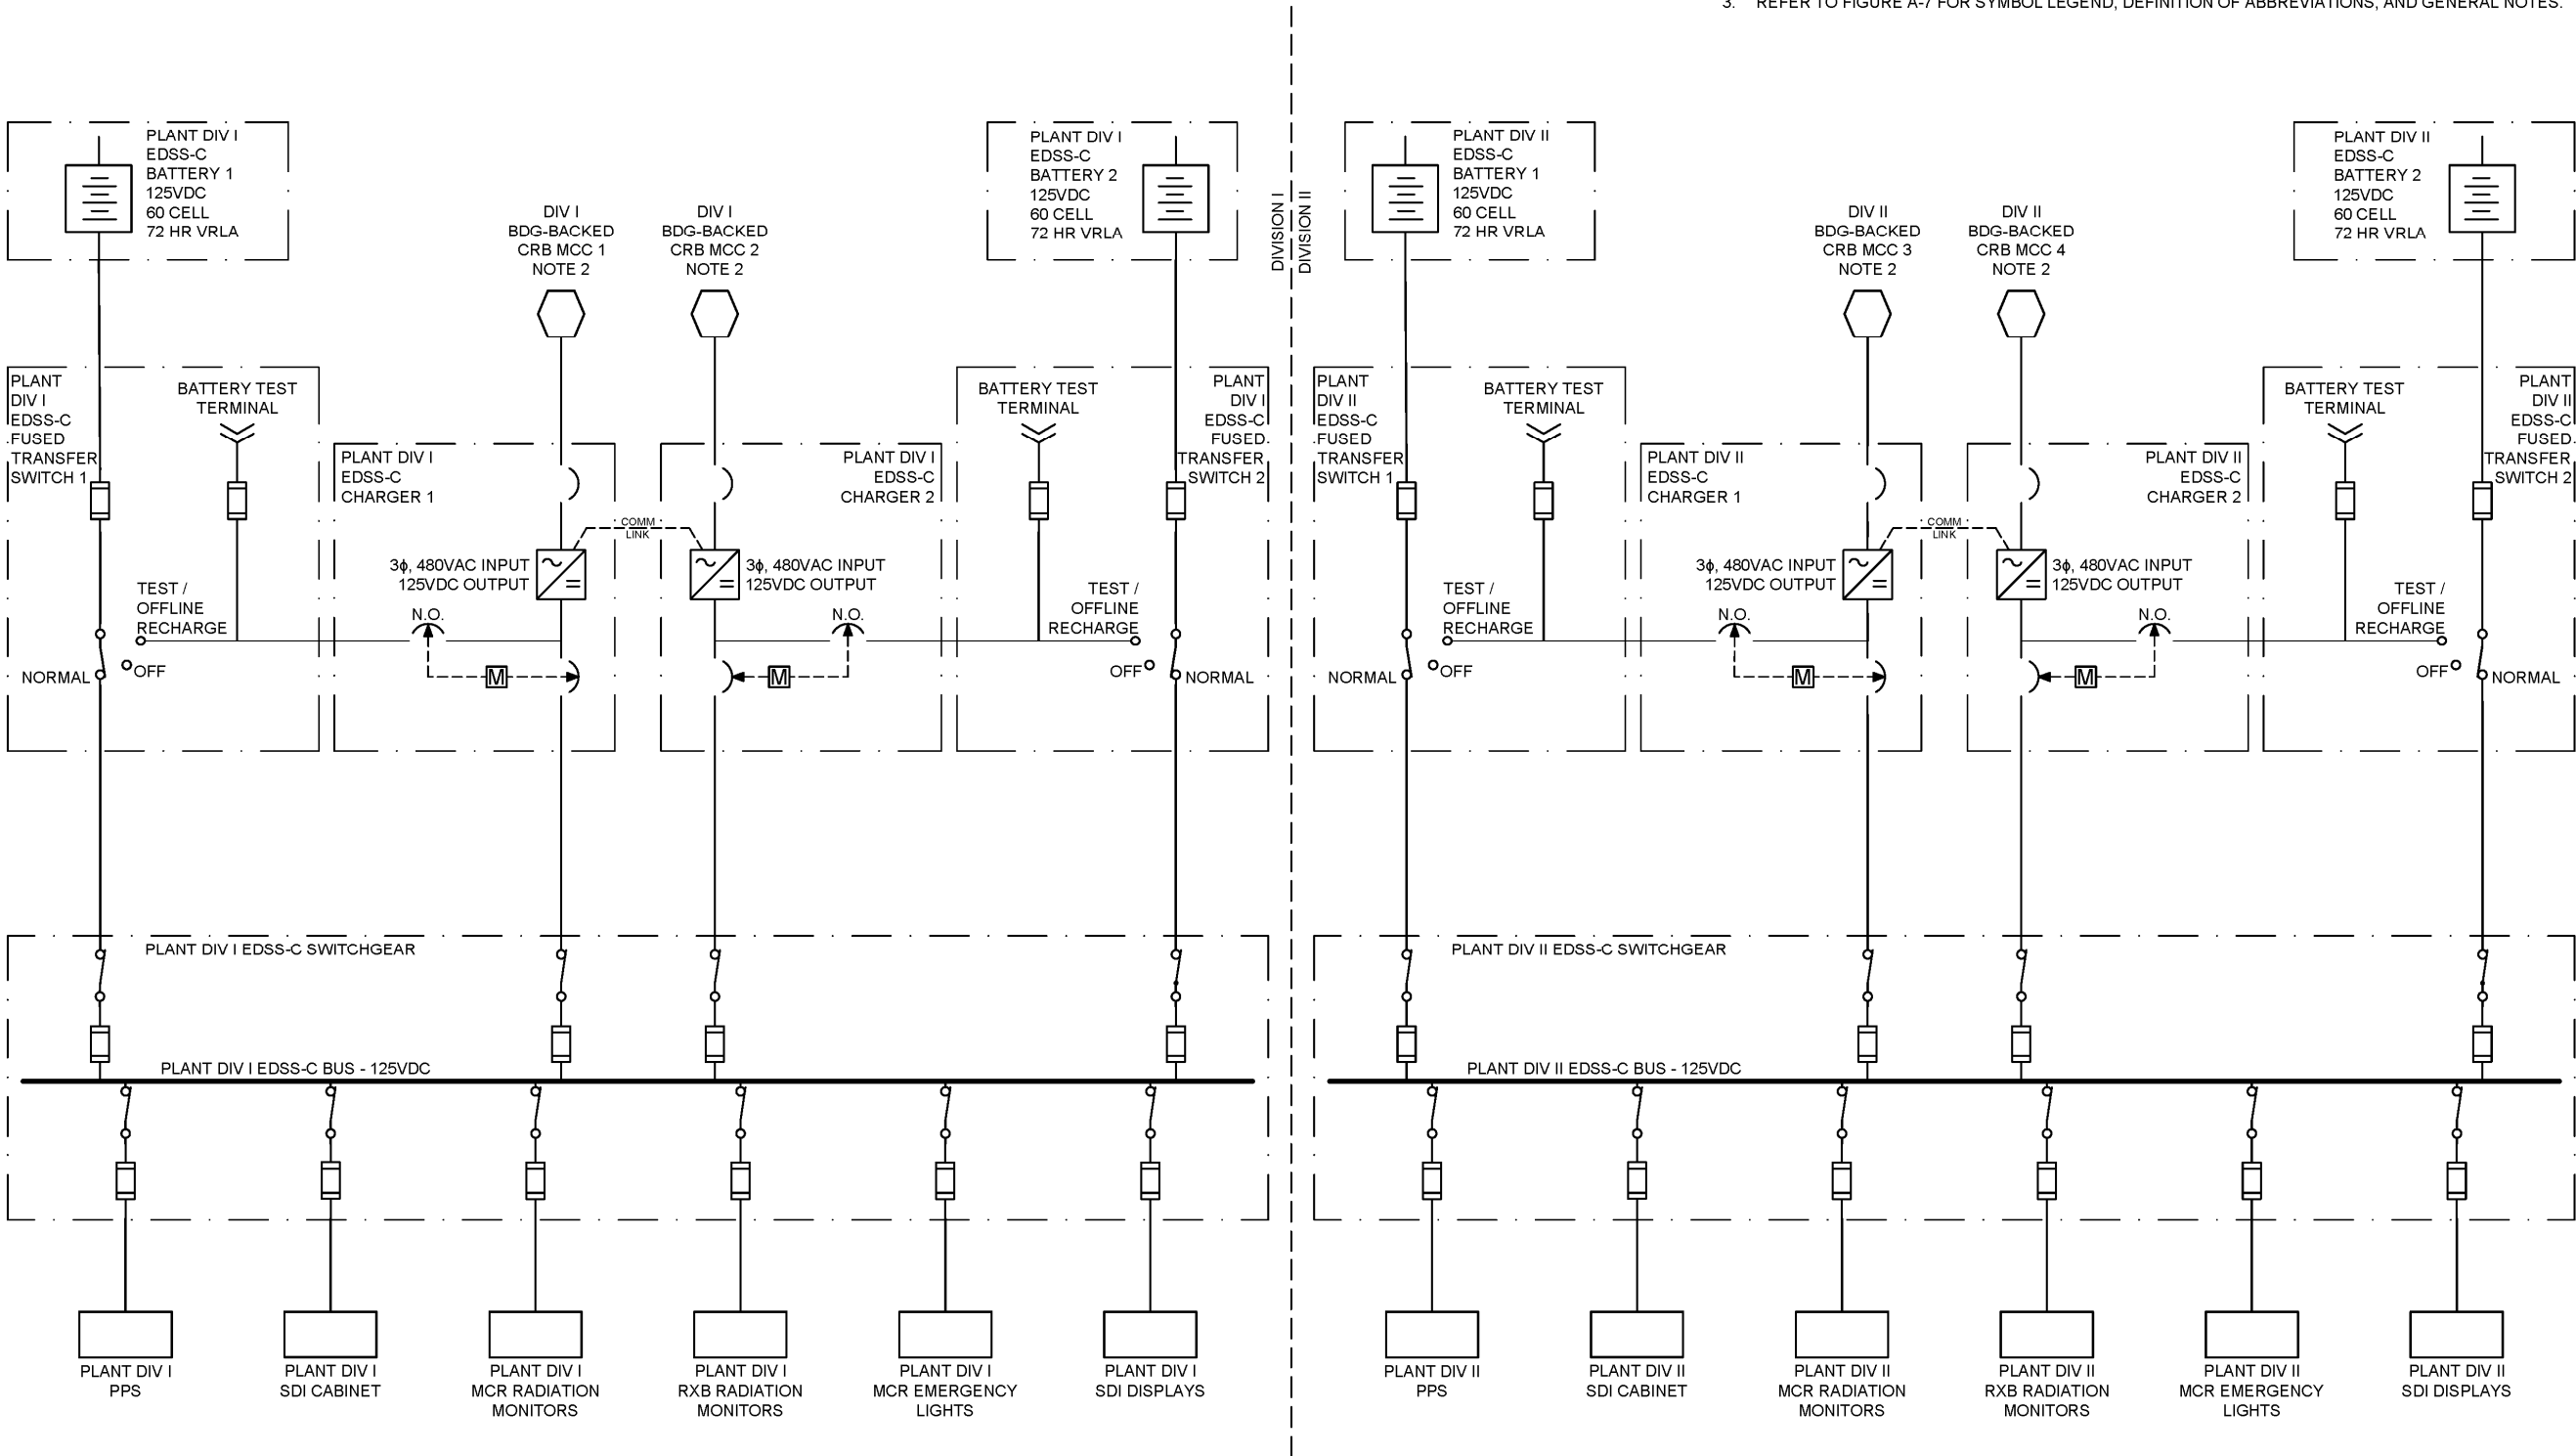 3. REFER TO FIGURE A-7 FOR SYMBOL LEGEND, DEFINITION OF ABBREVIATIONS, AND GENERAL NOTES.
PLANT DIV I
EDSS-C
BATTERY 1
125VDC
60 CELL
72 HR VRLA
DIV I
BDG-BACKED
CRB MCC 1
NOTE 2
DIV I
BDG-BACKED
CRB MCC 2
NOTE 2
PLANT DIV I
EDSS-C
BATTERY 2
125VDC
60 CELL
72 HR VRLA
DIVISION I
DIVISION II
PLANT DIV II
EDSS-C
BATTERY 1
125VDC
60 CELL
72 HR VRLA
DIV II
BDG-BACKED
CRB MCC 3
NOTE 2
DIV II
BDG-BACKED
CRB MCC 4
NOTE 2
PLANT DIV II
EDSS-C
BATTERY 2
125VDC
60 CELL
72 HR VRLA
PLANT
DIV I
EDSS-C
FUSED
TRANSFER
SWITCH 1
BATTERY TEST
TERMINAL
TEST /
OFFLINE
RECHARGE
OFF
NORMAL
PLANT DIV I
EDSS-C
CHARGER 1
3ϕ, 480VAC INPUT
125VDC OUTPUT
N.O.
M
COMM
LINK
PLANT DIV I
EDSS-C
CHARGER 2
3ϕ, 480VAC INPUT
125VDC OUTPUT
N.O.
M
BATTERY TEST
TERMINAL
PLANT
DIV I
EDSS-C
FUSED
TRANSFER
SWITCH 2
TEST /
OFFLINE
RECHARGE
OFF
NORMAL
PLANT
DIV II
EDSS-C
FUSED
TRANSFER
SWITCH 1
BATTERY TEST
TERMINAL
TEST /
OFFLINE
RECHARGE
OFF
NORMAL
PLANT DIV II
EDSS-C
CHARGER 1
3ϕ, 480VAC INPUT
125VDC OUTPUT
N.O.
M
COMM
LINK
PLANT DIV II
EDSS-C
CHARGER 2
3ϕ, 480VAC INPUT
125VDC OUTPUT
N.O.
M
BATTERY TEST
TERMINAL
PLANT
DIV II
EDSS-C
FUSED
TRANSFER
SWITCH 2
TEST /
OFFLINE
RECHARGE
OFF
NORMAL
PLANT DIV I EDSS-C SWITCHGEAR
PLANT DIV I EDSS-C BUS - 125VDC
PLANT DIV II EDSS-C SWITCHGEAR
PLANT DIV II EDSS-C BUS - 125VDC
PLANT DIV I
PPS
PLANT DIV I
SDI CABINET
PLANT DIV I
MCR RADIATION
MONITORS
PLANT DIV I
RXB RADIATION
MONITORS
PLANT DIV I
MCR EMERGENCY
LIGHTS
PLANT DIV I
SDI DISPLAYS
PLANT DIV II
PPS
PLANT DIV II
SDI CABINET
PLANT DIV II
MCR RADIATION
MONITORS
PLANT DIV II
RXB RADIATION
MONITORS
PLANT DIV II
MCR EMERGENCY
LIGHTS
PLANT DIV II
SDI DISPLAYS